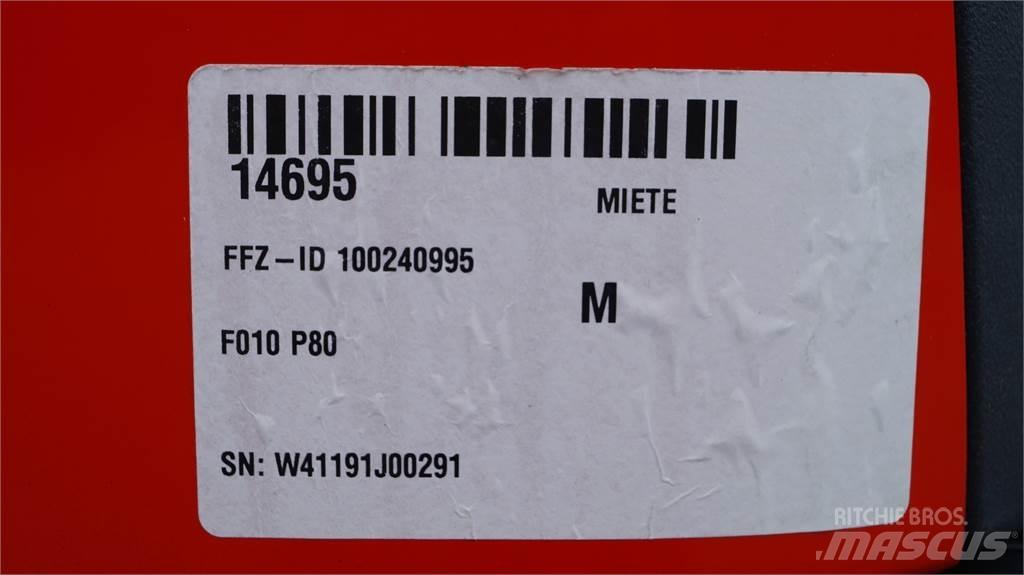 14695
MIETE
FFZ – ID 100240995
M
F010 P80
SN: W41191J00291
RITCHIE BROS.
MASCUS